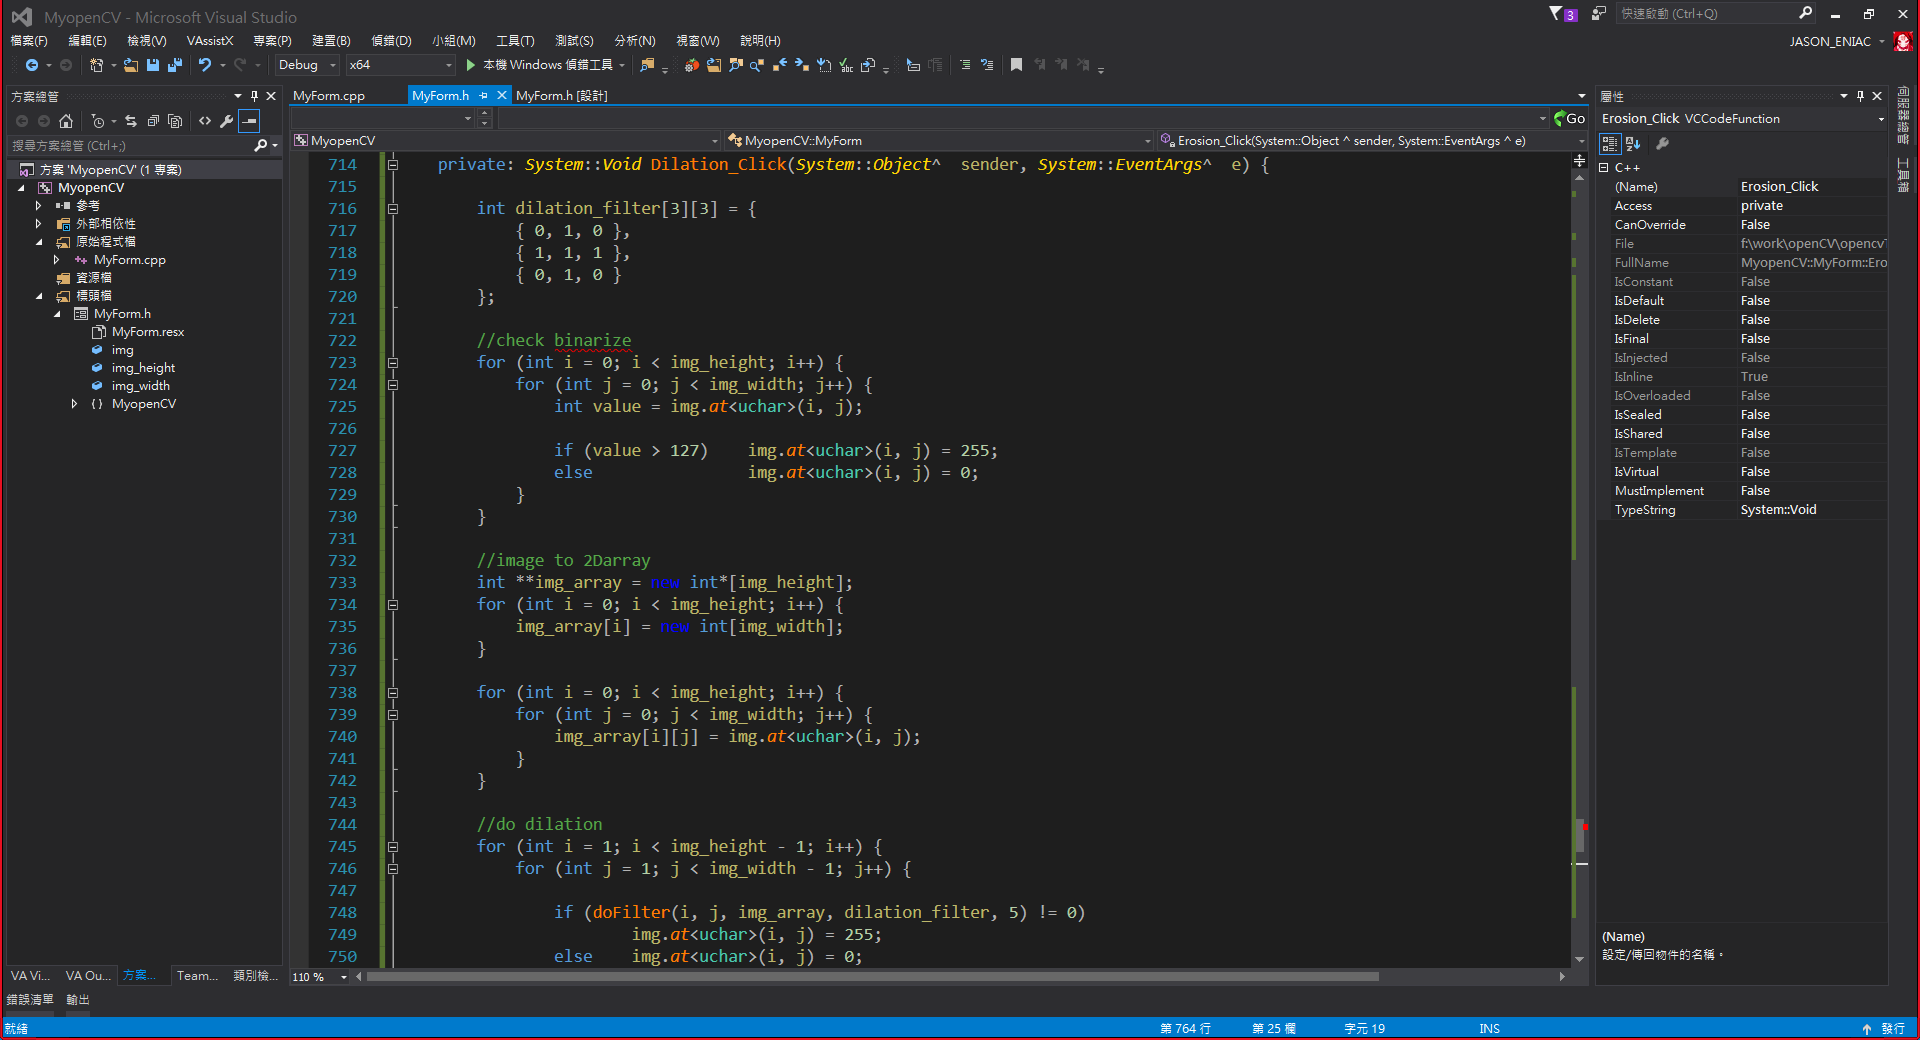 MyopenCV - Microsoft Visual Studio
3
快速啟動 (Ctrl+Q)
檔案(F) 編輯(E) 檢視(V) VAssistX 專案(P) 建置(B) 偵錯(D) 小組(M) 工具(T) 測試(S) 分析(N) 視窗(W) 說明(H)
JASON_ENIAC
Debug x64 本機 Windows 偵錯工具
方案總管
搜尋方案總管 (Ctrl+;)
方案 'MyopenCV' (1 專案)
MyopenCV
參考
外部相依性
原始程式檔
MyForm.cpp
資源檔
標頭檔
MyForm.h
MyForm.resx
img
img_height
img_width
{} MyopenCV
VA Vi... VA Ou... 方案... Team... 類別檢...
MyForm.cpp MyForm.h MyForm.h [設計]
Go
MyopenCV MyopenCV::MyForm Erosion_Click(System::Object ^ sender, System::EventArgs ^ e)
714 private: System::Void Dilation_Click(System::Object^  sender, System::EventArgs^  e) {
715
716 int dilation_filter[3][3] = {
717 { 0, 1, 0 },
718 { 1, 1, 1 },
719 { 0, 1, 0 }
720 };
721
722 //check binarize
723 for (int i = 0; i < img_height; i++) {
724 for (int j = 0; j < img_width; j++) {
725 int value = img.at<uchar>(i, j);
726
727 if (value > 127)    img.at<uchar>(i, j) = 255;
728 else                img.at<uchar>(i, j) = 0;
729 }
730 }
731
732 //image to 2Darray
733 int **img_array = new int*[img_height];
734 for (int i = 0; i < img_height; i++) {
735 img_array[i] = new int[img_width];
736 }
737
738 for (int i = 0; i < img_height; i++) {
739 for (int j = 0; j < img_width; j++) {
740 img_array[i][j] = img.at<uchar>(i, j);
741 }
742 }
743
744 //do dilation
745 for (int i = 1; i < img_height - 1; i++) {
746 for (int j = 1; j < img_width - 1; j++) {
747
748 if (doFilter(i, j, img_array, dilation_filter, 5) != 0)
749 img.at<uchar>(i, j) = 255;
750 else    img.at<uchar>(i, j) = 0;
110 %
屬性
Erosion_Click VCCodeFunction
C++
(Name) Erosion_Click
Access private
CanOverride False
File f:\work\openCV\opencv
FullName MyopenCV::MyForm::Ero
IsConstant False
IsDefault False
IsDelete False
IsFinal False
IsInjected False
IsInline True
IsOverloaded False
IsSealed False
IsShared False
IsTemplate False
IsVirtual False
MustImplement False
TypeString System::Void
(Name)
設定/傳回物件的名稱。
伺服器總管
工具箱
錯誤清單 輸出
就緒 第 764 行 第 25 欄 字元 19 INS 發行